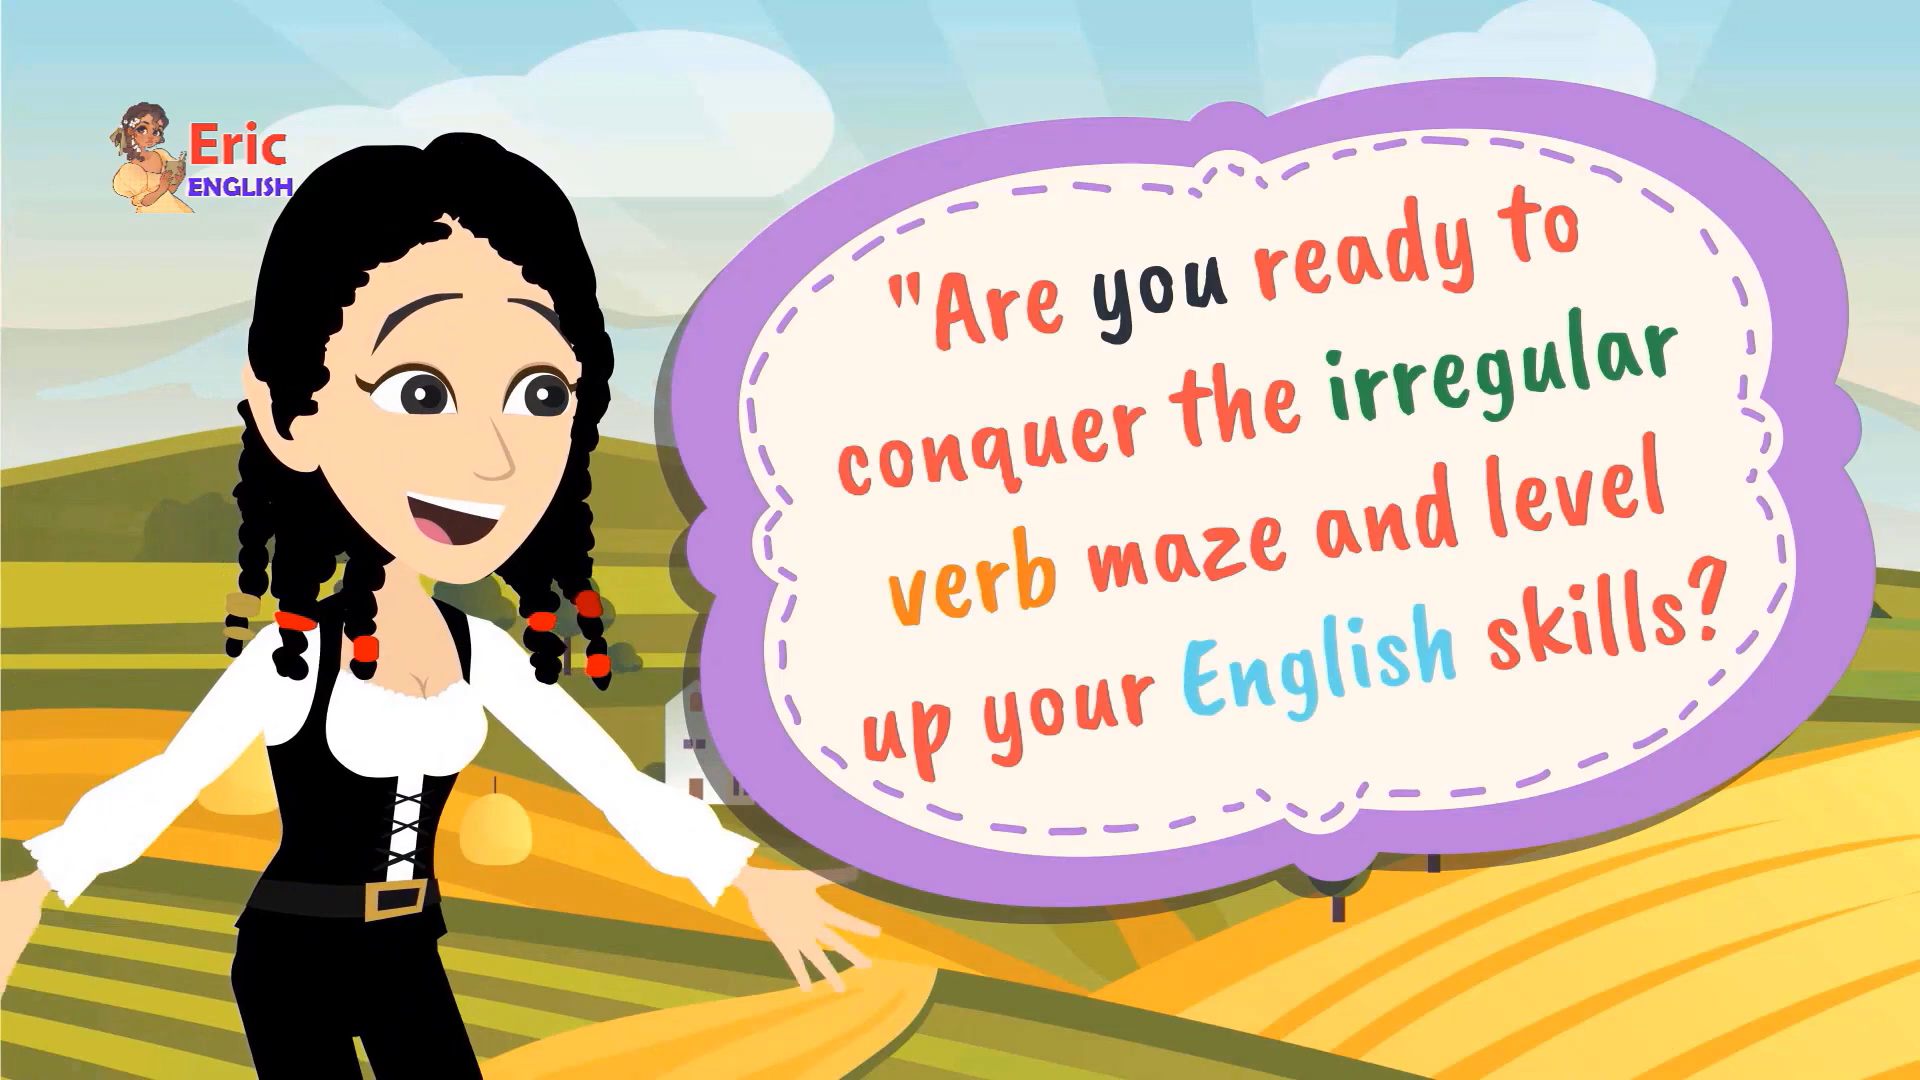 Eric
ENGLISH
"Are you ready to
conquer the irregular
verb maze and level
up your English skills?